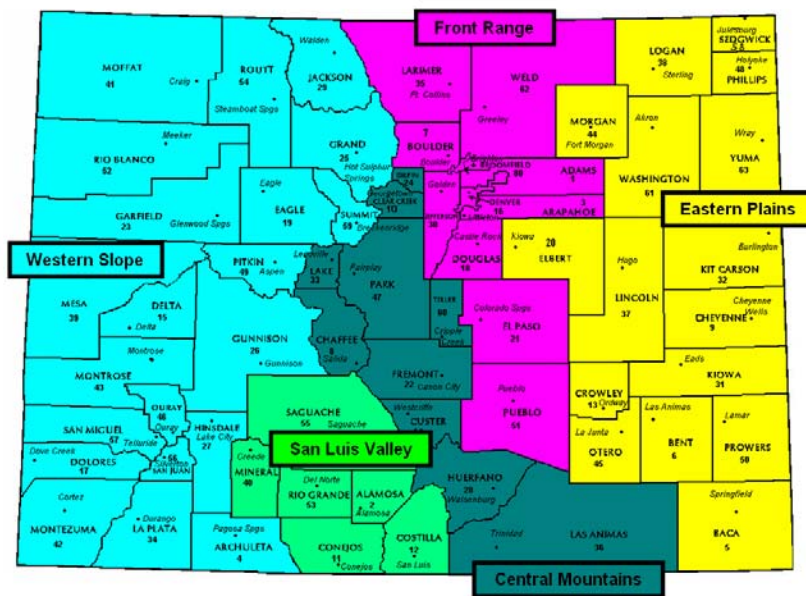 Front Range
Julesburg
SEDGWICK
LOGAN
38
Sterling
Holyoke
48
PHILLIPS
Walden
JACKSON
29
MOFFAT
41
Craig
ROUTT
54
Steamboat Spgs
LARIMER
35
Ft. Collins
WELD
62
Greeley
MORGAN
44
Fort Morgan
Akron
WASHINGTON
61
Wray
YUMA
63
Meeker
RIO BLANCO
52
GRAND
25
Hot Sulphur
Springs
7
BOULDER
Boulder
BROOMFIELD
80
ADAMS
1
Golden
DENVER
16
3
ARAPAHOE
GILPIN
24
Georgetown
CLEAR CREEK
10
JEFFERSON
30
Littleton
Castle Rock
DOUGLAS
18
Eagle
EAGLE
19
SUMMIT
59
Breckenridge
GARFIELD
23
Glenwood Spgs
Kiowa
20
ELBERT
Eastern Plains
Burlington
KIT CARSON
32
Western Slope
PITKIN
49
Aspen
Leadville
LAKE
33
Fairplay
PARK
47
TELLER
60
Cripple
Creek
Colorado Spgs
EL PASO
21
Hugo
LINCOLN
37
Cheyenne
Wells
CHEYENNE
9
MESA
39
DELTA
15
Delta
GUNNISON
26
Gunnison
CHAFFEE
8
Salida
FREMONT
22
Canon City
Montrose
MONTROSE
43
Eads
KIOWA
31
OURAY
46
Ouray
HINSDALE
Lake City
27
SAGUACHE
55
Saguache
Westcliffe
CUSTER
Pueblo
PUEBLO
51
CROWLEY
13
Ordway
La Junta
OTERO
45
Las Animas
BENT
6
Lamar
PROWERS
50
SAN MIGUEL
57
Telluride
Dove Creek
DOLORES
17
56
Silverton
SAN JUAN
San Luis Valley
Creede
MINERAL
40
Del Norte
RIO GRANDE
53
ALAMOSA
2
Alamosa
HUERFANO
28
Walsenburg
Cortez
MONTEZUMA
42
Durango
LA PLATA
34
Pagosa Spgs
ARCHULETA
4
CONEJOS
11
Conejos
COSTILLA
12
San Luis
Trinidad
LAS ANIMAS
36
Springfield
BACA
5
Central Mountains